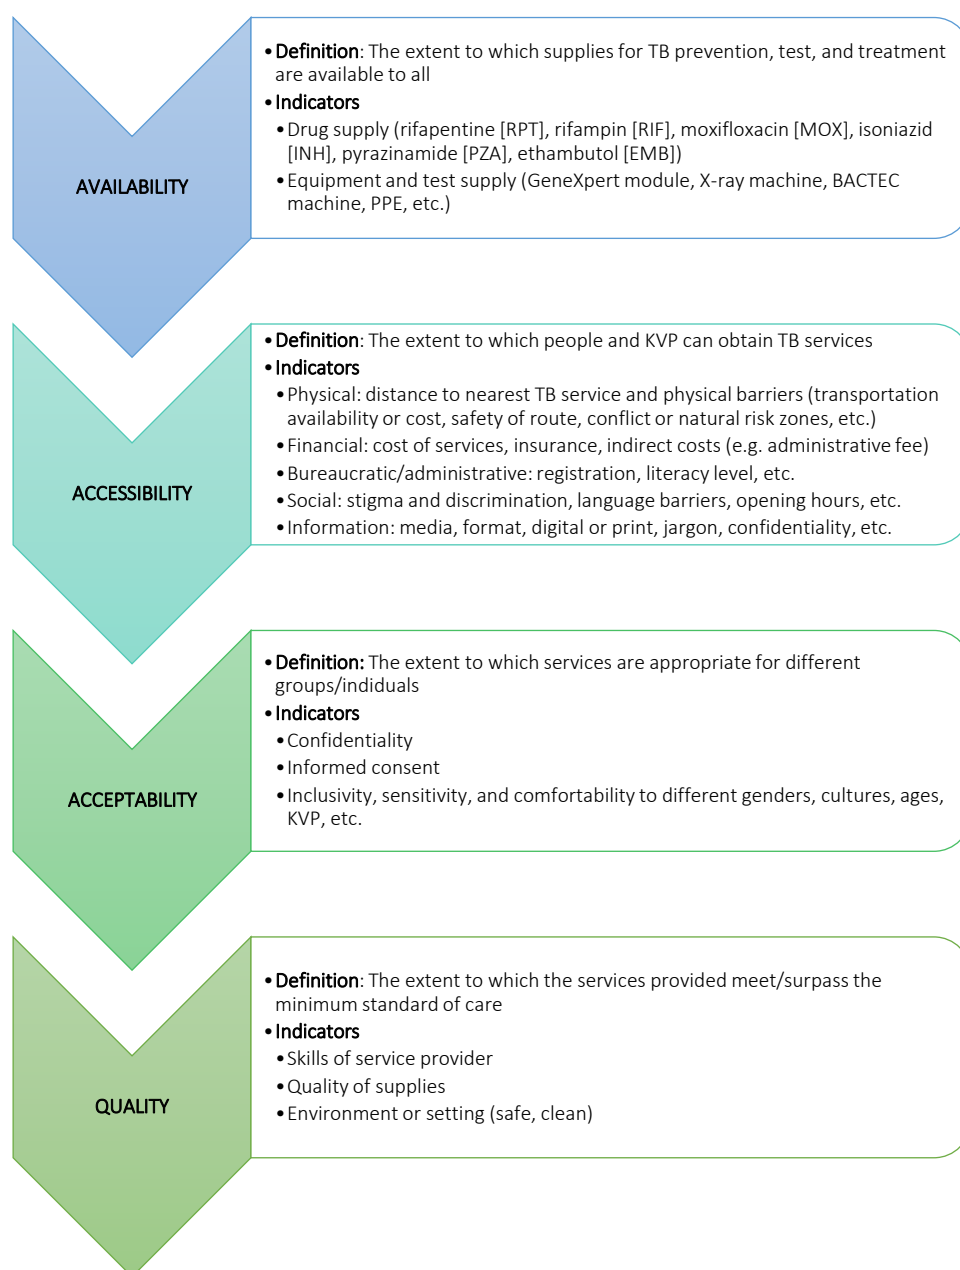 AVAILABILITY
•Definition: The extent to which supplies for TB prevention, test, and treatment
are available to all
•Indicators
•Drug supply (rifapentine [RPT], rifampin [RIF], moxifloxacin [MOX], isoniazid
[INH], pyrazinamide [PZA], ethambutol [EMB])
•Equipment and test supply (GeneXpert module, X-ray machine, BACTEC
machine, PPE, etc.)
ACCESSIBILITY
•Definition: The extent to which people and KVP can obtain TB services
•Indicators
•Physical: distance to nearest TB service and physical barriers (transportation
availability or cost, safety of route, conflict or natural risk zones, etc.)
•Financial: cost of services, insurance, indirect costs (e.g. administrative fee)
•Bureaucratic/administrative: registration, literacy level, etc.
•Social: stigma and discrimination, language barriers, opening hours, etc.
•Information: media, format, digital or print, jargon, confidentiality, etc.
ACCEPTABILITY
•Definition: The extent to which services are appropriate for different
groups/indiduals
•Indicators
•Confidentiality
•Informed consent
•Inclusivity, sensitivity, and comfortability to different genders, cultures, ages,
KVP, etc.
QUALITY
•Definition: The extent to which the services provided meet/surpass the
minimum standard of care
•Indicators
•Skills of service provider
•Quality of supplies
•Environment or setting (safe, clean)